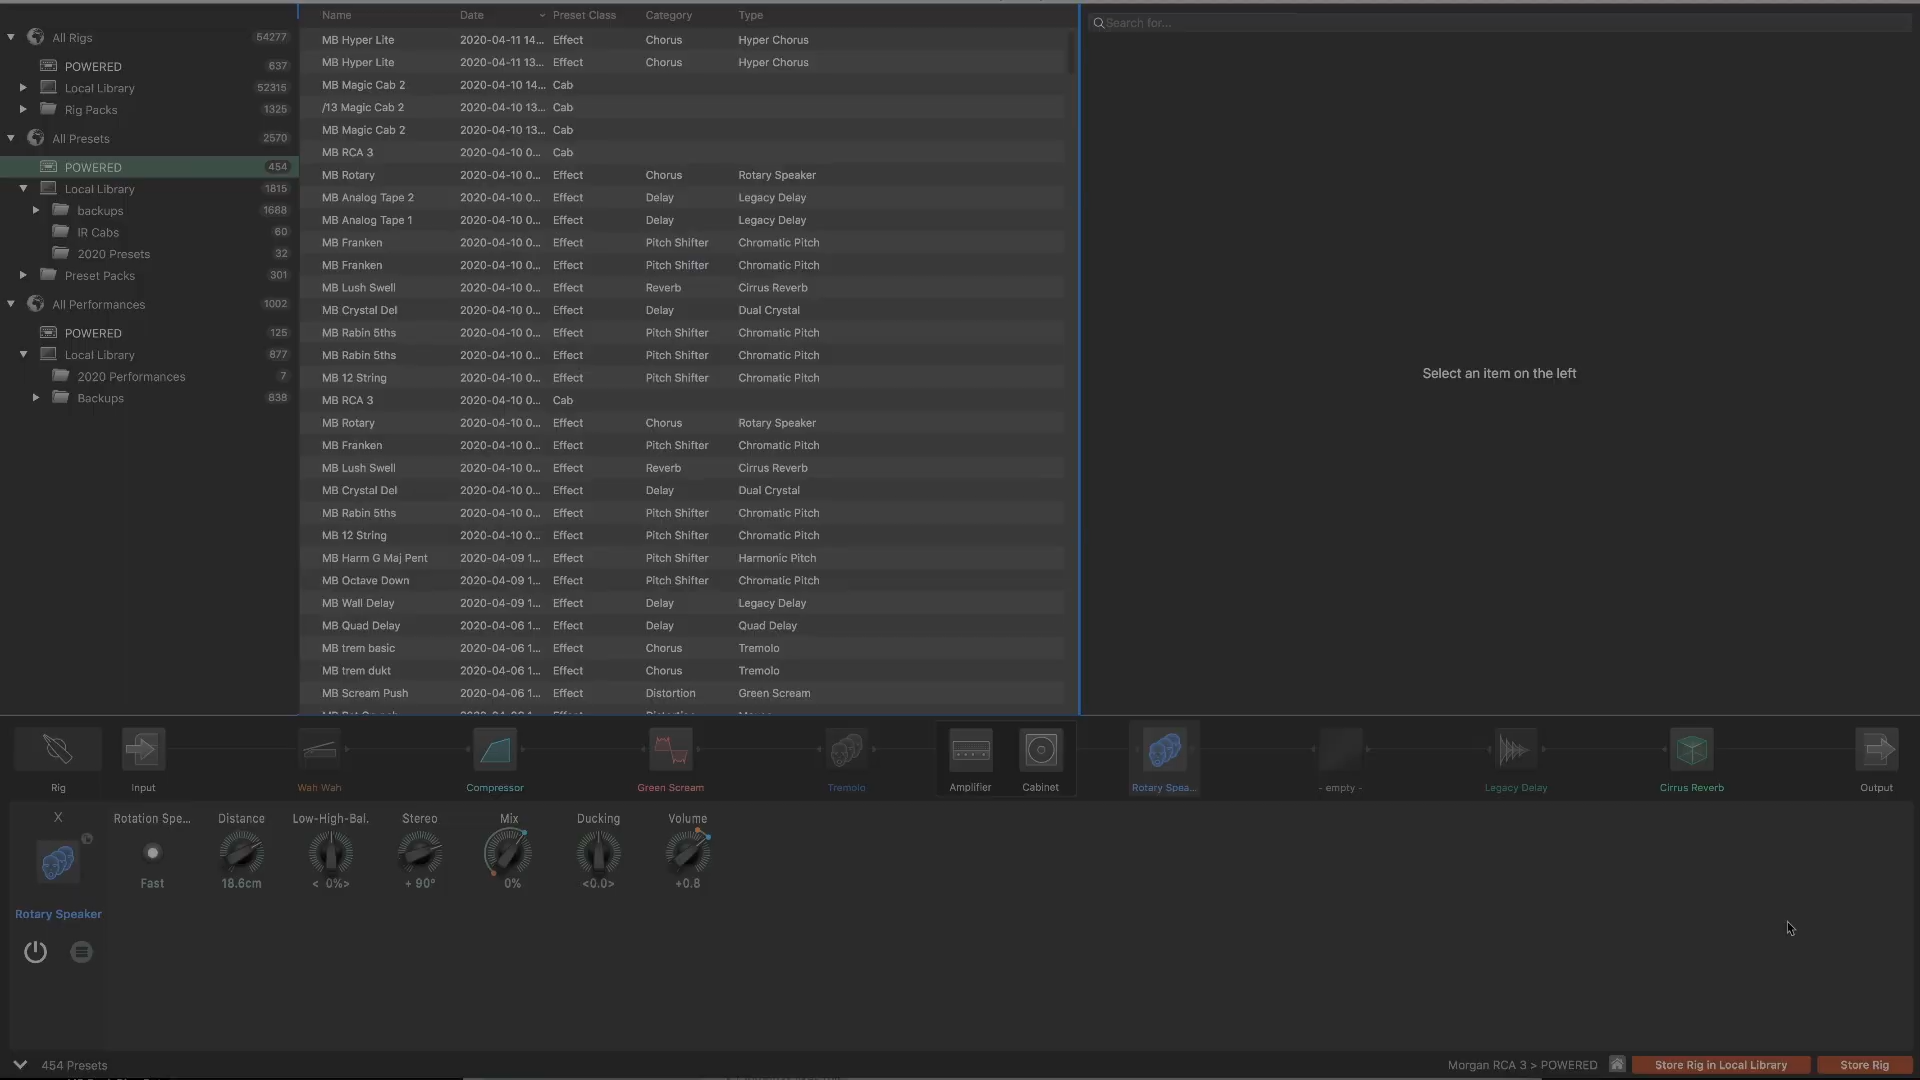 Name Date Preset Class Category Type
Search for...
All Rigs 54277
POWERED 637
Local Library 52315
Rig Packs 1325
All Presets 2570
POWERED 454
Local Library 1815
backups 1688
IR Cabs 60
2020 Presets 32
Preset Packs 301
All Performances 1002
POWERED 125
Local Library 877
2020 Performances 7
Backups 838
MB Hyper Lite 2020-04-11 14... Effect Chorus Hyper Chorus
MB Hyper Lite 2020-04-11 13... Effect Chorus Hyper Chorus
MB Magic Cab 2 2020-04-10 14... Cab
/13 Magic Cab 2 2020-04-10 13... Cab
MB Magic Cab 2 2020-04-10 13... Cab
MB RCA 3 2020-04-10 0... Cab
MB Rotary 2020-04-10 0... Effect Chorus Rotary Speaker
MB Analog Tape 2 2020-04-10 0... Effect Delay Legacy Delay
MB Analog Tape 1 2020-04-10 0... Effect Delay Legacy Delay
MB Franken 2020-04-10 0... Effect Pitch Shifter Chromatic Pitch
MB Franken 2020-04-10 0... Effect Pitch Shifter Chromatic Pitch
MB Lush Swell 2020-04-10 0... Effect Reverb Cirrus Reverb
MB Crystal Del 2020-04-10 0... Effect Delay Dual Crystal
MB Rabin 5ths 2020-04-10 0... Effect Pitch Shifter Chromatic Pitch
MB Rabin 5ths 2020-04-10 0... Effect Pitch Shifter Chromatic Pitch
MB 12 String 2020-04-10 0... Effect Pitch Shifter Chromatic Pitch
MB RCA 3 2020-04-10 0... Cab
MB Rotary 2020-04-10 0... Effect Chorus Rotary Speaker
MB Franken 2020-04-10 0... Effect Pitch Shifter Chromatic Pitch
MB Lush Swell 2020-04-10 0... Effect Reverb Cirrus Reverb
MB Crystal Del 2020-04-10 0... Effect Delay Dual Crystal
MB Rabin 5ths 2020-04-10 0... Effect Pitch Shifter Chromatic Pitch
MB 12 String 2020-04-10 0... Effect Pitch Shifter Chromatic Pitch
MB Harm G Maj Pent 2020-04-09 1... Effect Pitch Shifter Harmonic Pitch
MB Octave Down 2020-04-09 1... Effect Pitch Shifter Chromatic Pitch
MB Wall Delay 2020-04-09 1... Effect Delay Legacy Delay
MB Quad Delay 2020-04-06 1... Effect Delay Quad Delay
MB trem basic 2020-04-06 1... Effect Chorus Tremolo
MB trem dukt 2020-04-06 1... Effect Chorus Tremolo
MB Scream Push 2020-04-06 1... Effect Distortion Green Scream
Select an item on the left
Rig Input Wah Wah Compressor Green Scream Tremolo Amplifier Cabinet Rotary Spea... - empty - Legacy Delay Cirrus Reverb Output
X
Rotation Spe... Distance Low-High-Bal. Stereo Mix Ducking Volume
Fast 18.6cm < 0%> + 90° 0% <0.0> +0.8
Rotary Speaker
454 Presets
Morgan RCA 3 > POWERED
Store Rig in Local Library
Store Rig